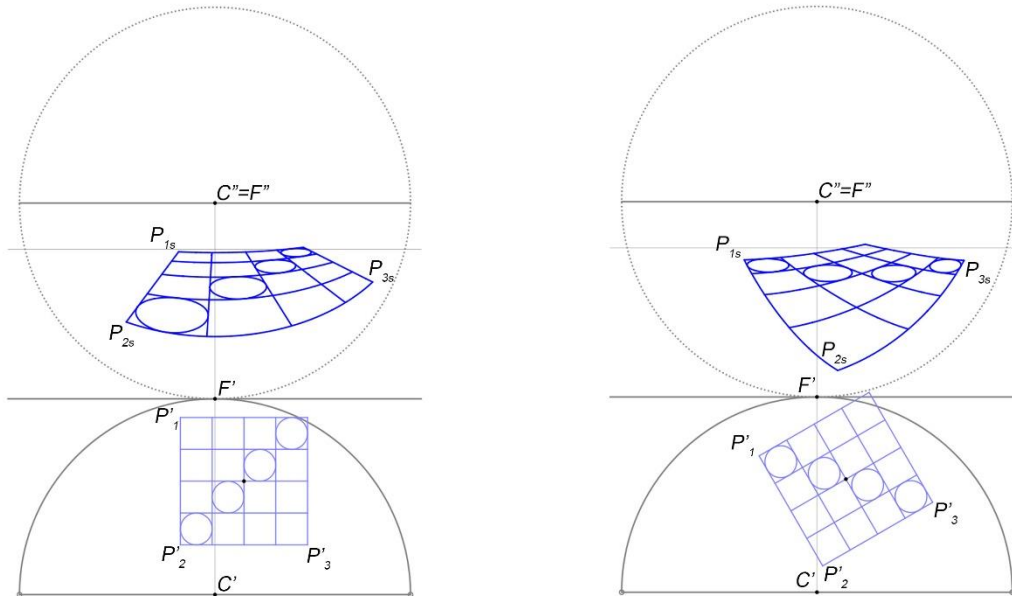 C”=F”
P1s
P3s
P2s
F’
P’1
P’2
P’3
C’
C”=F”
P1s
P3s
P2s
F’
P’1
P’3
C’
P’2